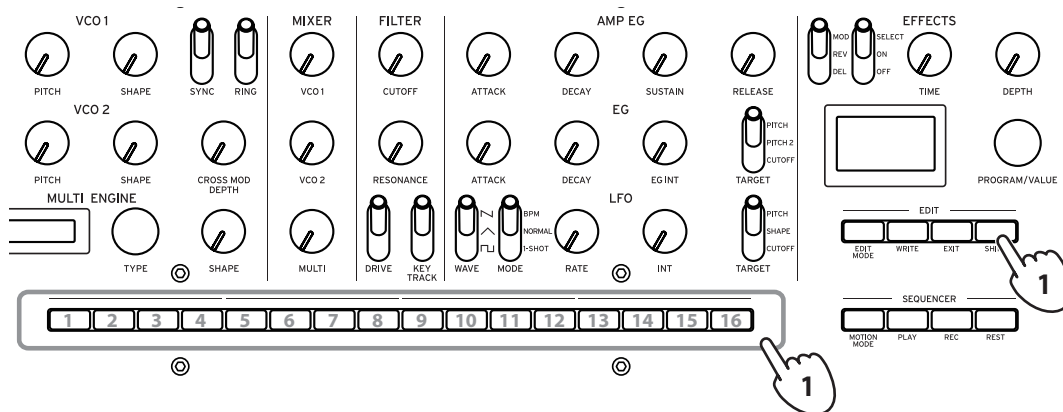 VCO 1 MIXER FILTER AMP EG EFFECTS
MOD SELECT
REV ON
DEL OFF
PITCH SHAPE SYNC RING VCO 1 CUTOFF ATTACK DECAY SUSTAIN RELEASE TIME DEPTH
VCO 2 EG
PITCH
PITCH 2
CUTOFF
PITCH SHAPE CROSS MOD DEPTH VCO 2 RESONANCE ATTACK DECAY EG INT TARGET PROGRAM/VALUE
MULTI ENGINE LFO
BPM
NORMAL
1-SHOT
PITCH
SHAPE
CUTOFF
TYPE SHAPE MULTI DRIVE KEY TRACK WAVE MODE RATE INT TARGET
EDIT
EDIT MODE WRITE EXIT
1
1 2 3 4 5 6 7 8 9 10 11 12 13 14 15 16
SEQUENCER
MOTION MODE PLAY REC REST
1